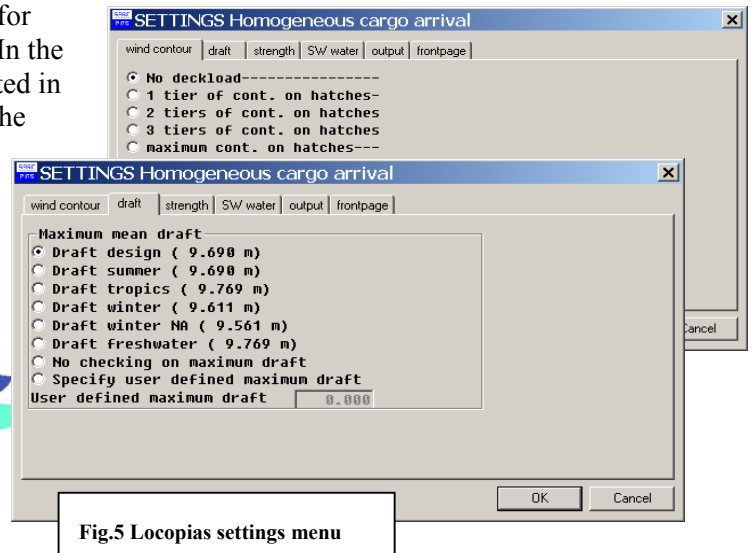 for
In the
ted in
he
SETTINGS Homogeneous cargo arrival
wind contour draft strength SW water output frontpage
No deckload----------------
1 tier of cont. on hatches-
2 tiers of cont. on hatches
3 tiers of cont. on hatches
maximum cont. on hatches---
Cancel
SETTINGS Homogeneous cargo arrival
wind contour draft strength SW water output frontpage
Maximum mean draft
Draft design ( 9.690 m)
Draft summer ( 9.690 m)
Draft tropics ( 9.769 m)
Draft winter ( 9.611 m)
Draft winter NA ( 9.561 m)
Draft freshwater ( 9.769 m)
No checking on maximum draft
Specify user defined maximum draft
User defined maximum draft 0.000
OK Cancel
Fig.5 Locopias settings menu